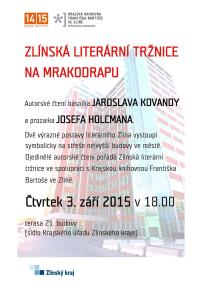 14|15
KRAJSKÁ KNIHOVNA
FRANTIŠKA BARTOŠE
VE ZLÍNĚ
ZLÍNSKÁ LITERÁRNÍ TRŽNICE
NA MRAKODRAPU
Autorské čtení básníka JAROSLAVA KOVANDY
a prozaika JOSEFA HOLCMANA.
Dvě výrazné postavy literárního Zlína vystoupí
symbolicky na střeše nejvyšší budovy ve městě.
Ojedinělé autorské čtení pořádá Zlínská literární
tržnice ve spolupráci s Krajskou knihovnou Františka
Bartoše ve Zlíně.
Čtvrtek 3. září 2015 v 18.00
terasa 21. budovy
(sídlo Krajského úřadu Zlínského kraje)
Zlínský kraj